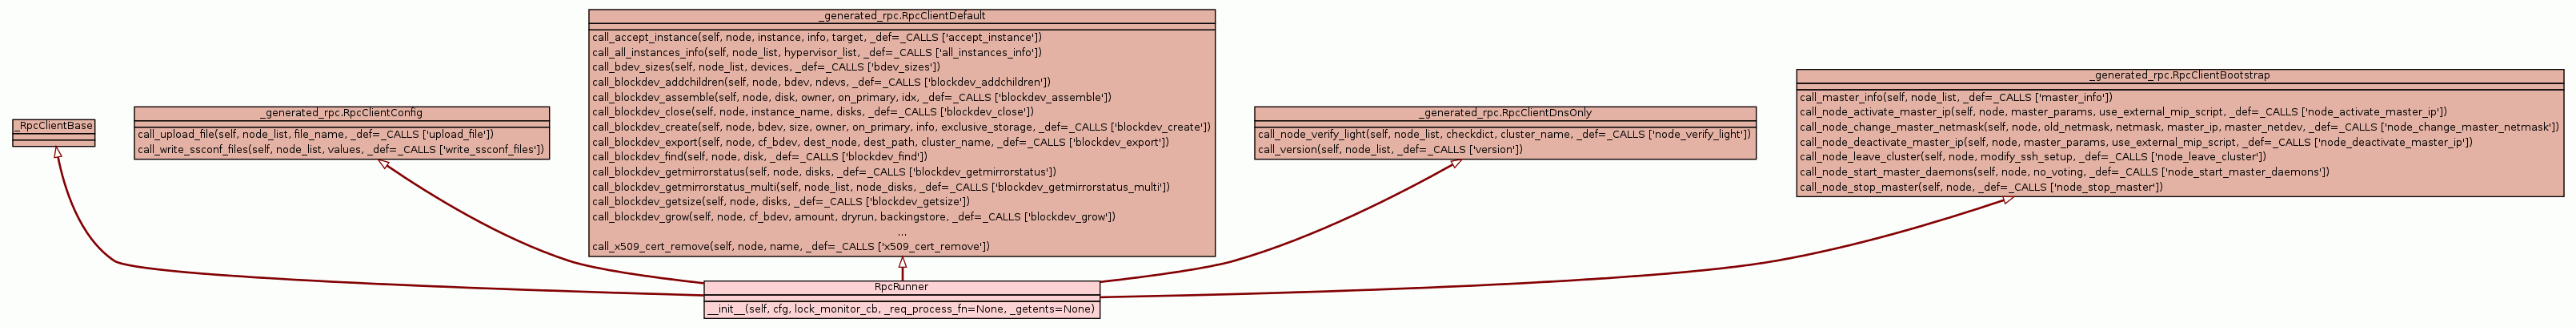 _RpcClientBase
_generated_rpc.RpcClientConfig
call_upload_file(self, node_list, file_name, _def=_CALLS ['upload_file'])
call_write_ssconf_files(self, node_list, values, _def=_CALLS ['write_ssconf_files'])
_generated_rpc.RpcClientDefault
call_accept_instance(self, node, instance, info, target, _def=_CALLS ['accept_instance'])
call_all_instances_info(self, node_list, hypervisor_list, _def=_CALLS ['all_instances_info'])
call_bdev_sizes(self, node_list, devices, _def=_CALLS ['bdev_sizes'])
call_blockdev_addchildren(self, node, bdev, ndevs, _def=_CALLS ['blockdev_addchildren'])
call_blockdev_assemble(self, node, disk, owner, on_primary, idx, _def=_CALLS ['blockdev_assemble'])
call_blockdev_close(self, node, instance_name, disks, _def=_CALLS ['blockdev_close'])
call_blockdev_create(self, node, bdev, size, owner, on_primary, info, exclusive_storage, _def=_CALLS ['blockdev_create'])
call_blockdev_export(self, node, cf_bdev, dest_node, dest_path, cluster_name, _def=_CALLS ['blockdev_export'])
call_blockdev_find(self, node, disk, _def=_CALLS ['blockdev_find'])
call_blockdev_getmirrorstatus(self, node, disks, _def=_CALLS ['blockdev_getmirrorstatus'])
call_blockdev_getmirrorstatus_multi(self, node_list, node_disks, _def=_CALLS ['blockdev_getmirrorstatus_multi'])
call_blockdev_getsize(self, node, disks, _def=_CALLS ['blockdev_getsize'])
call_blockdev_grow(self, node, cf_bdev, amount, dryrun, backingstore, _def=_CALLS ['blockdev_grow'])
...
call_x509_cert_remove(self, node, name, _def=_CALLS ['x509_cert_remove'])
_generated_rpc.RpcClientDnsOnly
call_node_verify_light(self, node_list, checkdict, cluster_name, _def=_CALLS ['node_verify_light'])
call_version(self, node_list, _def=_CALLS ['version'])
_generated_rpc.RpcClientBootstrap
call_master_info(self, node_list, _def=_CALLS ['master_info'])
call_node_activate_master_ip(self, node, master_params, use_external_mip_script, _def=_CALLS ['node_activate_master_ip'])
call_node_change_master_netmask(self, node, old_netmask, netmask, master_ip, master_netdev, _def=_CALLS ['node_change_master_netmask'])
call_node_deactivate_master_ip(self, node, master_params, use_external_mip_script, _def=_CALLS ['node_deactivate_master_ip'])
call_node_leave_cluster(self, node, modify_ssh_setup, _def=_CALLS ['node_leave_cluster'])
call_node_start_master_daemons(self, node, no_voting, _def=_CALLS ['node_start_master_daemons'])
call_node_stop_master(self, node, _def=_CALLS ['node_stop_master'])
RpcRunner
__init__(self, cfg, lock_monitor_cb, _req_process_fn=None, _getents=None)